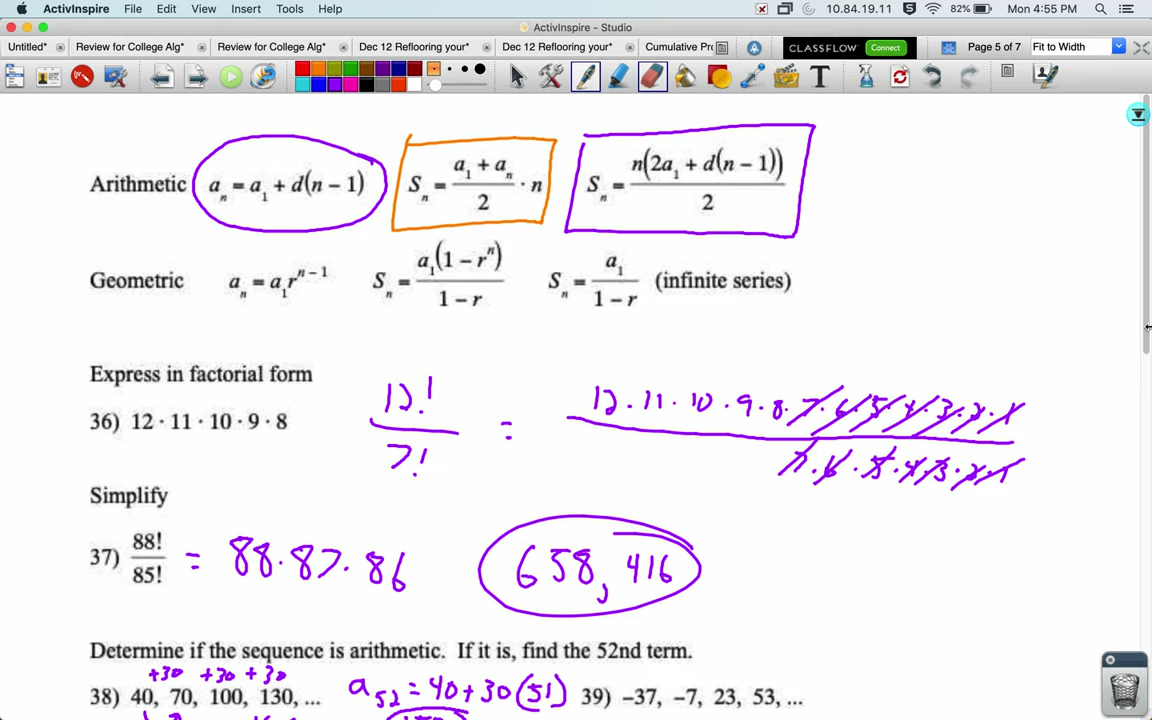 ActivInspire File Edit View Insert Tools Help 10.84.19.11 82% Mon 4:55 PM
ActivInspire - Studio
Untitled* Review for College Alg* Review for College Alg* Dec 12 Reflooring your* Dec 12 Reflooring your* Cumulative Pr CLASSFLOW Connect Page 5 of 7 Fit to Width
Arithmetic aₙ = a₁ + d(n − 1) Sₙ = (a₁ + aₙ)/2 · n Sₙ = n(2a₁ + d(n − 1))/2
Geometric aₙ = a₁rⁿ⁻¹ Sₙ = a₁(1 − rⁿ)/(1 − r) Sₙ = a₁/(1 − r) (infinite series)
Express in factorial form
36) 12 · 11 · 10 · 9 · 8 12!/7! = 12·11·10·9·8·7·6·5·4·3·2·1/7·6·5·4·3·2·1
Simplify
37) 88!/85! = 88·87·86 658,416
Determine if the sequence is arithmetic. If it is, find the 52nd term.
+30 +30 +30
38) 40, 70, 100, 130, ... a₅₂ = 40+30(51) 39) −37, −7, 23, 53, ...